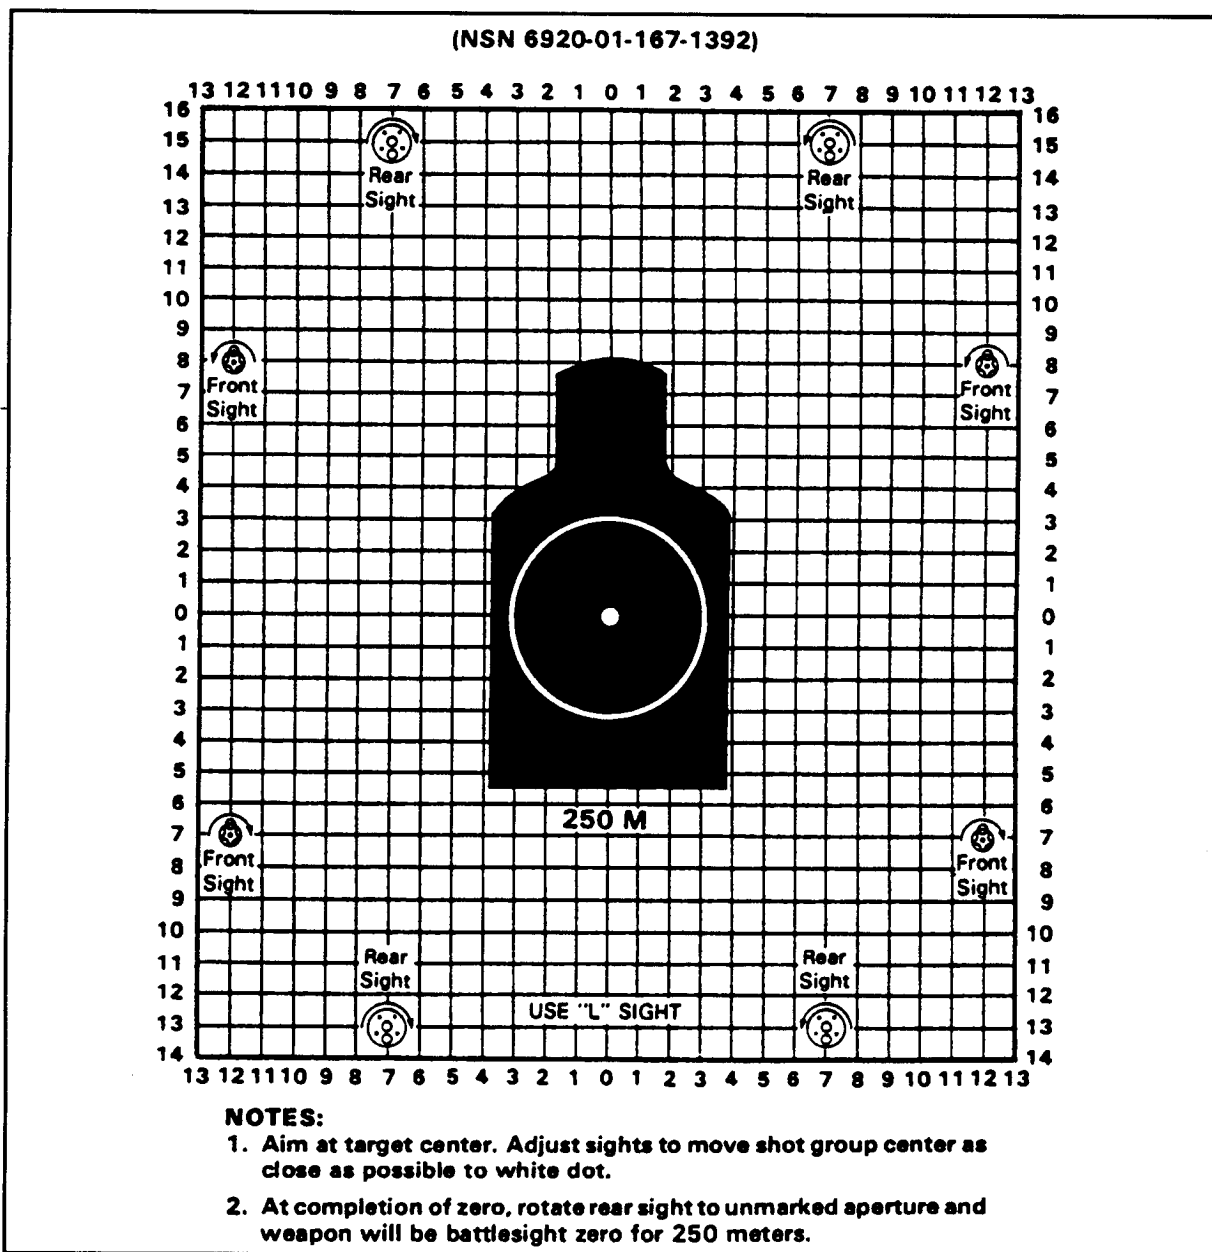 (NSN 6920-01-167-1392)
13 12 11 10 9 8 7 6 5 4 3 2 1 0 1 2 3 4 5 6 7 8 9 10 11 12 13
16 16
15 15
14 Rear Rear 14
13 Sight Sight 13
12 12
11 11
10 10
9 9
8 8
7 Front Front 7
6 Sight Sight 6
5 5
4 4
3 3
2 2
1 1
0 0
1 1
2 2
3 3
4 4
5 5
6 6
250 M
7 7
8 Front Front 8
9 Sight Sight 9
10 10
11 Rear Rear 11
Sight Sight
12 12
USE "L" SIGHT
13 13
14 14
13 12 11 10 9 8 7 6 5 4 3 2 1 0 1 2 3 4 5 6 7 8 9 10 11 12 13
NOTES:
1. Aim at target center. Adjust sights to move shot group center as
close as possible to white dot.
2. At completion of zero, rotate rear sight to unmarked aperture and
weapon will be battlesight zero for 250 meters.